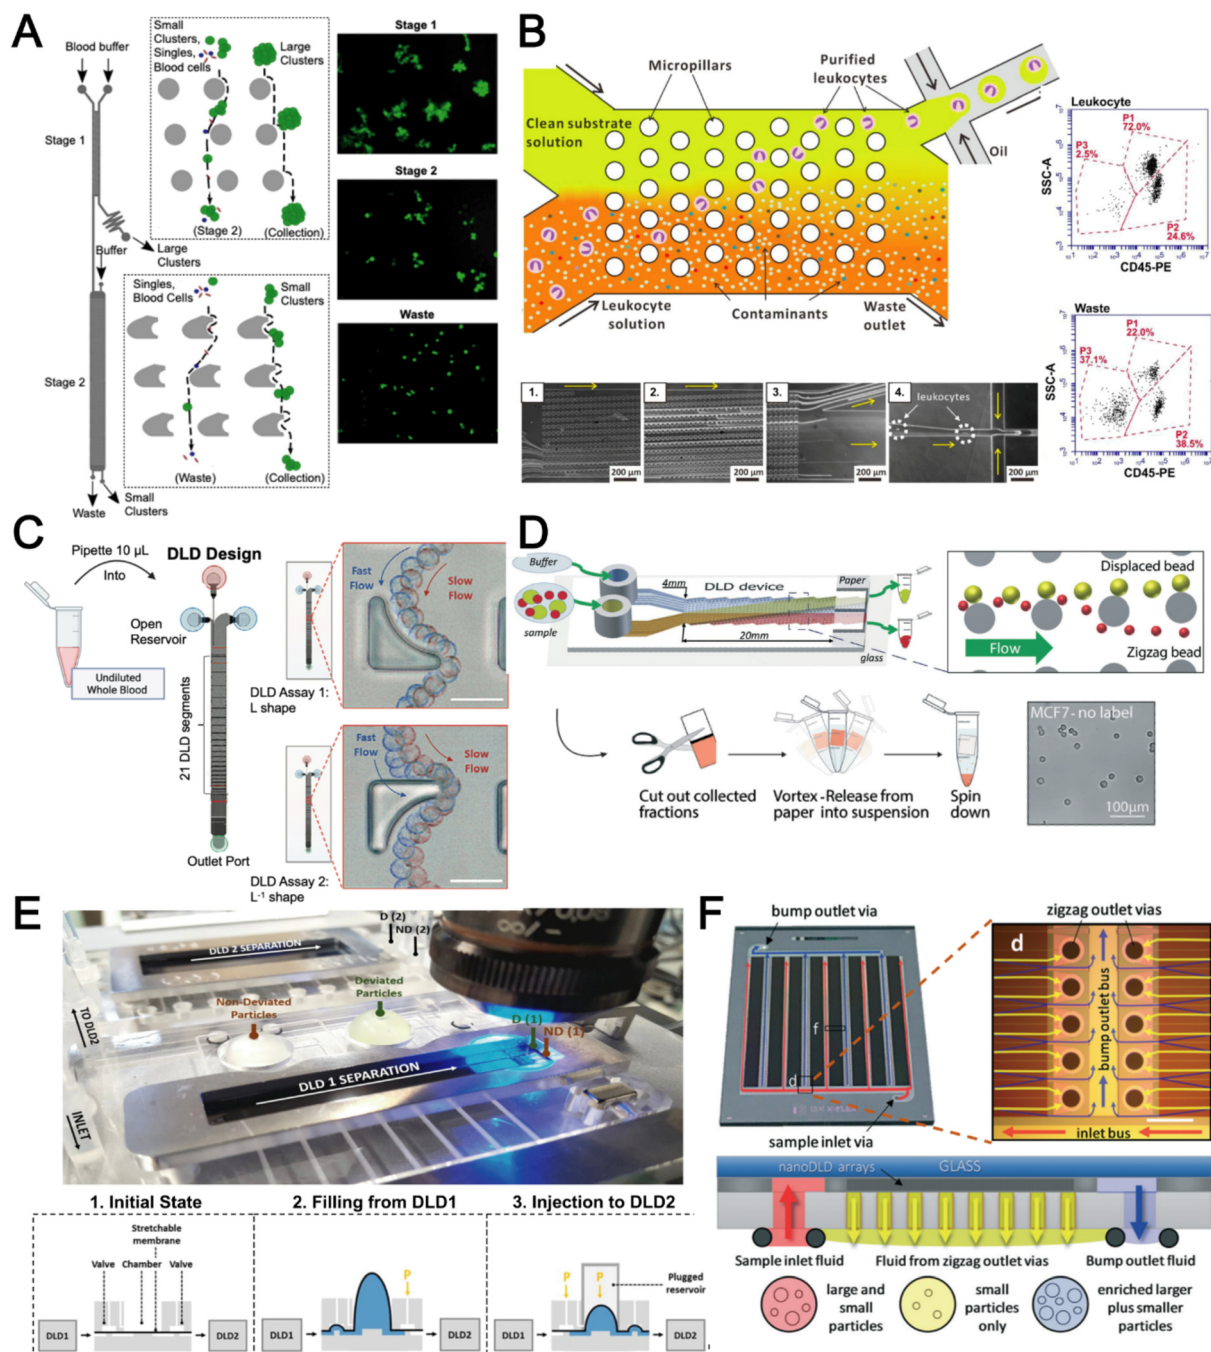 A
Blood buffer
Stage 1
Buffer
Large
Clusters
Stage 2
Waste
Small
Clusters
Small
Clusters,
Singles,
Blood cells
Large
Clusters
(Stage 2)
(Collection)
Singles,
Blood Cells
Small
Clusters
(Waste)
(Collection)
Stage 1
Stage 2
Waste
B
Micropillars
Purified
leukocytes
Clean substrate
solution
Oil
Leukocyte
solution
Contaminants
Waste
outlet
1.
200 µm
2.
200 µm
3.
200 µm
4.
leukocytes
200 µm
Leukocyte
P1
72.0%
P3
2.5%
P2
24.6%
SSC-A
CD45-PE
Waste
P1
22.0%
P3
37.1%
P2
38.5%
SSC-A
CD45-PE
C
Pipette 10 µL
Into
DLD Design
Open
Reservoir
Undiluted
Whole Blood
21 DLD segments
Outlet Port
Fast
Flow
Slow
Flow
DLD Assay 1:
L shape
Fast
Flow
Slow
Flow
DLD Assay 2:
L⁻¹ shape
D
Buffer
sample
4mm
DLD device
Paper
20mm
glass
Displaced bead
Flow
Zigzag bead
Cut out collected
fractions
Vortex-Release from
paper into suspension
Spin
down
MCF7- no label
100µm
E
D (2)
ND (2)
DLD 2 SEPARATION
Non-Deviated
Particles
Deviated
Particles
TO DLD2
D (1)
ND (1)
DLD 1 SEPARATION
INLET
1. Initial State
2. Filling from DLD1
3. Injection to DLD2
Stretchable
membrane
Valve
Chamber
Valve
DLD1
DLD2
P
DLD1
DLD2
P
P
Plugged
reservoir
DLD1
DLD2
F
bump outlet via
f
d
sample inlet via
zigzag outlet vias
d
bump outlet bus
inlet bus
nanoDLD arrays
GLASS
Sample inlet fluid
Fluid from zigzag outlet vias
Bump outlet fluid
large and
small
particles
small
particles
only
enriched larger
plus smaller
particles